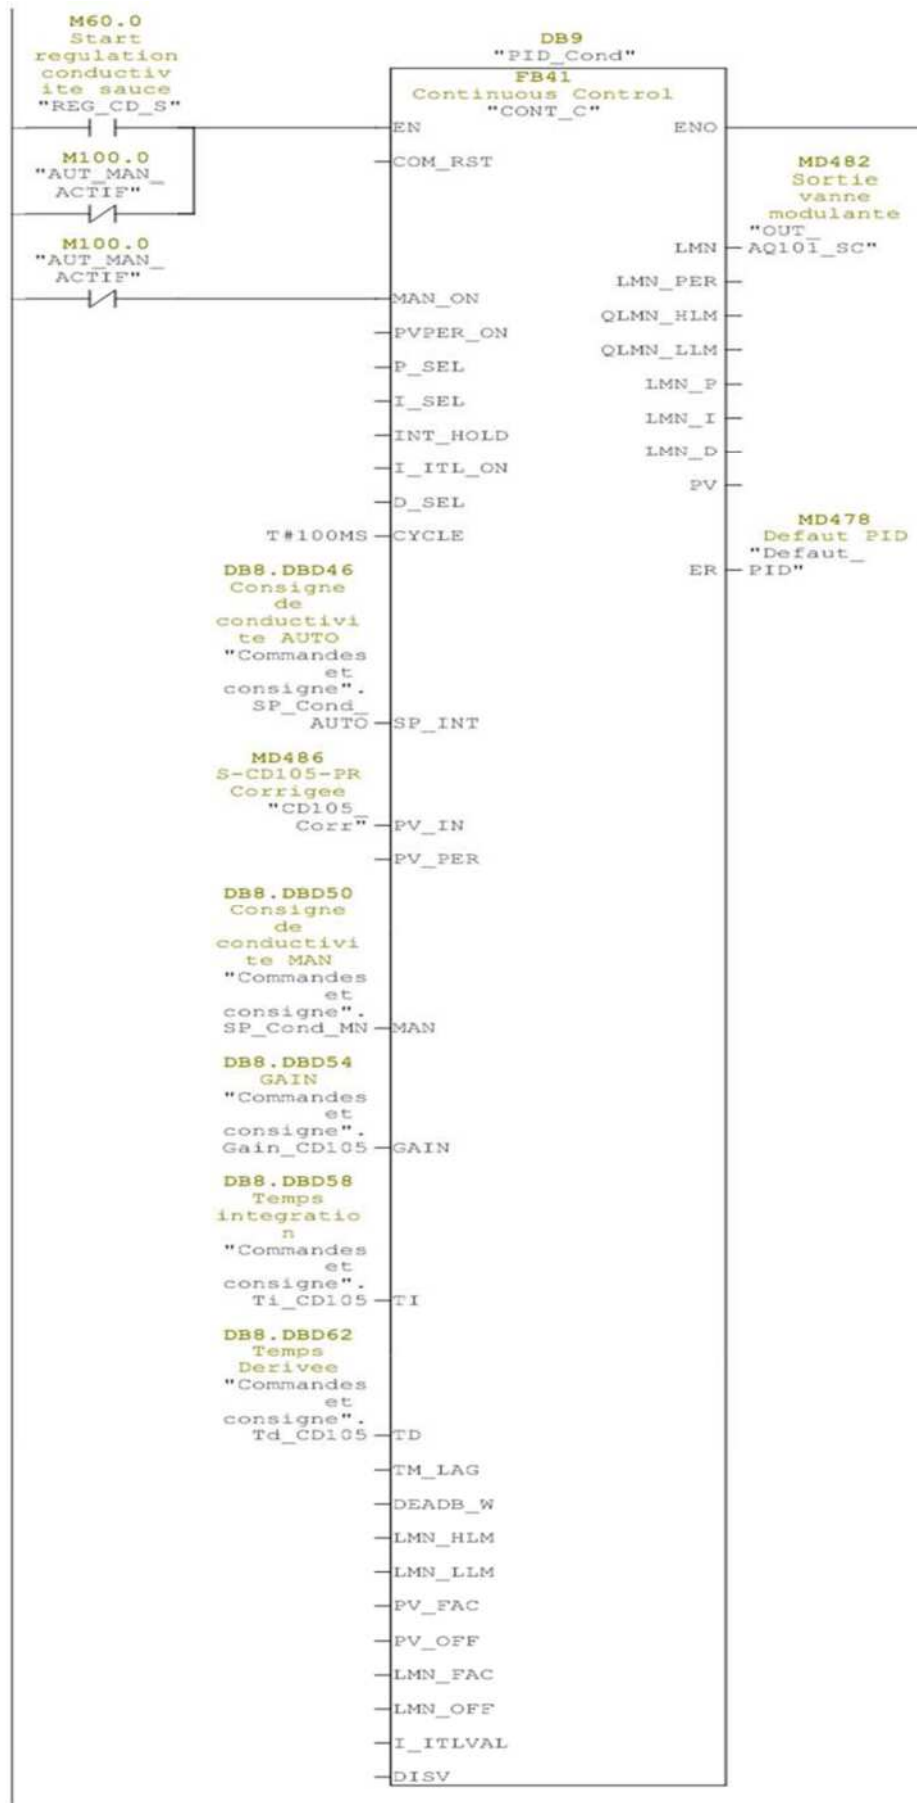 M60.0
Start
regulation
conductiv
ite sauce
"REG_CD_S"
M100.0
"AUT_MAN_
ACTIF"
M100.0
"AUT_MAN_
ACTIF"
DB9
"PID_Cond"
FB41
Continuous Control
"CONT_C"
EN
ENO
COM_RST
MD482
Sortie
vanne
modulante
"OUT_
AQ101_SC"
LMN
LMN_PER
MAN_ON
QLMN_HLM
PVPER_ON
QLMN_LLM
P_SEL
LMN_P
I_SEL
LMN_I
INT_HOLD
LMN_D
I_ITL_ON
PV
D_SEL
MD478
Defaut PID
"Defaut_
PID"
ER
T#100MS
CYCLE
DB8.DBD46
Consigne
de
conductivi
te AUTO
"Commandes
et
consigne".
SP_Cond_
AUTO
SP_INT
MD486
S-CD105-PR
Corrigee
"CD105_
Corr"
PV_IN
PV_PER
DB8.DBD50
Consigne
de
conductivi
te MAN
"Commandes
et
consigne".
SP_Cond_MN
MAN
DB8.DBD54
GAIN
"Commandes
et
consigne".
Gain_CD105
GAIN
DB8.DBD58
Temps
integratio
n
"Commandes
et
consigne".
Ti_CD105
TI
DB8.DBD62
Temps
Derivee
"Commandes
et
consigne".
Td_CD105
TD
TM_LAG
DEADB_W
LMN_HLM
LMN_LLM
PV_FAC
PV_OFF
LMN_FAC
LMN_OFF
I_ITLVAL
DISV